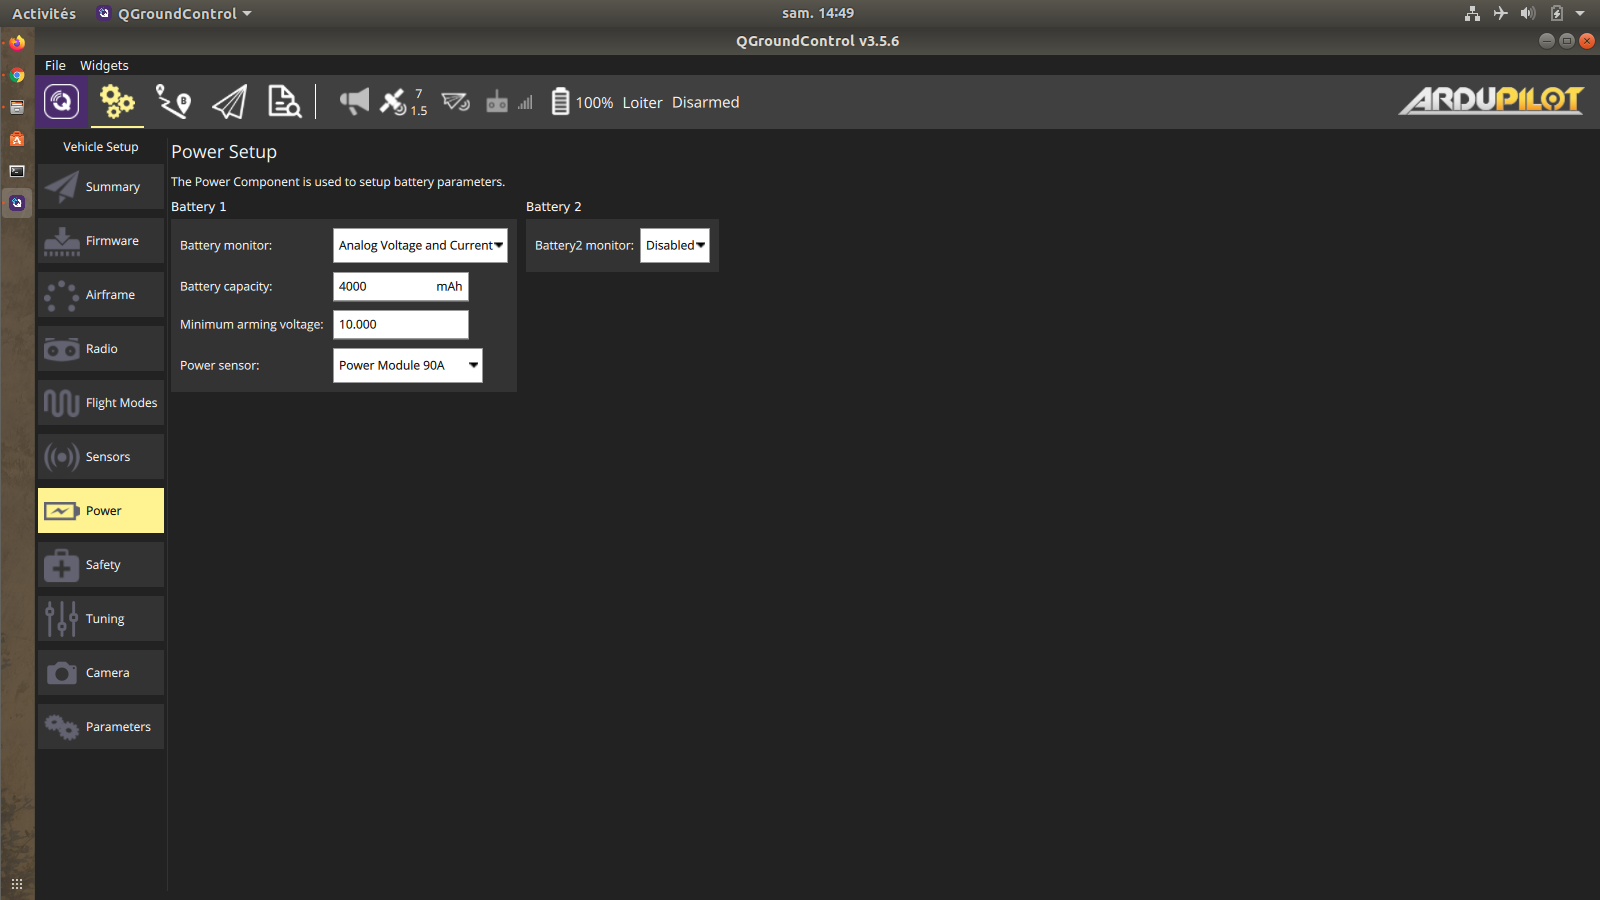 Activités QGroundControl sam. 14:49
QGroundControl v3.5.6
File Widgets
7
1.5
100% Loiter Disarmed
ARDUPILOT
Vehicle Setup
Summary
Firmware
Airframe
Radio
Flight Modes
Sensors
Power
Safety
Tuning
Camera
Parameters
Power Setup
The Power Component is used to setup battery parameters.
Battery 1
Battery monitor: Analog Voltage and Current
Battery capacity: 4000 mAh
Minimum arming voltage: 10.000
Power sensor: Power Module 90A
Battery 2
Battery2 monitor: Disabled